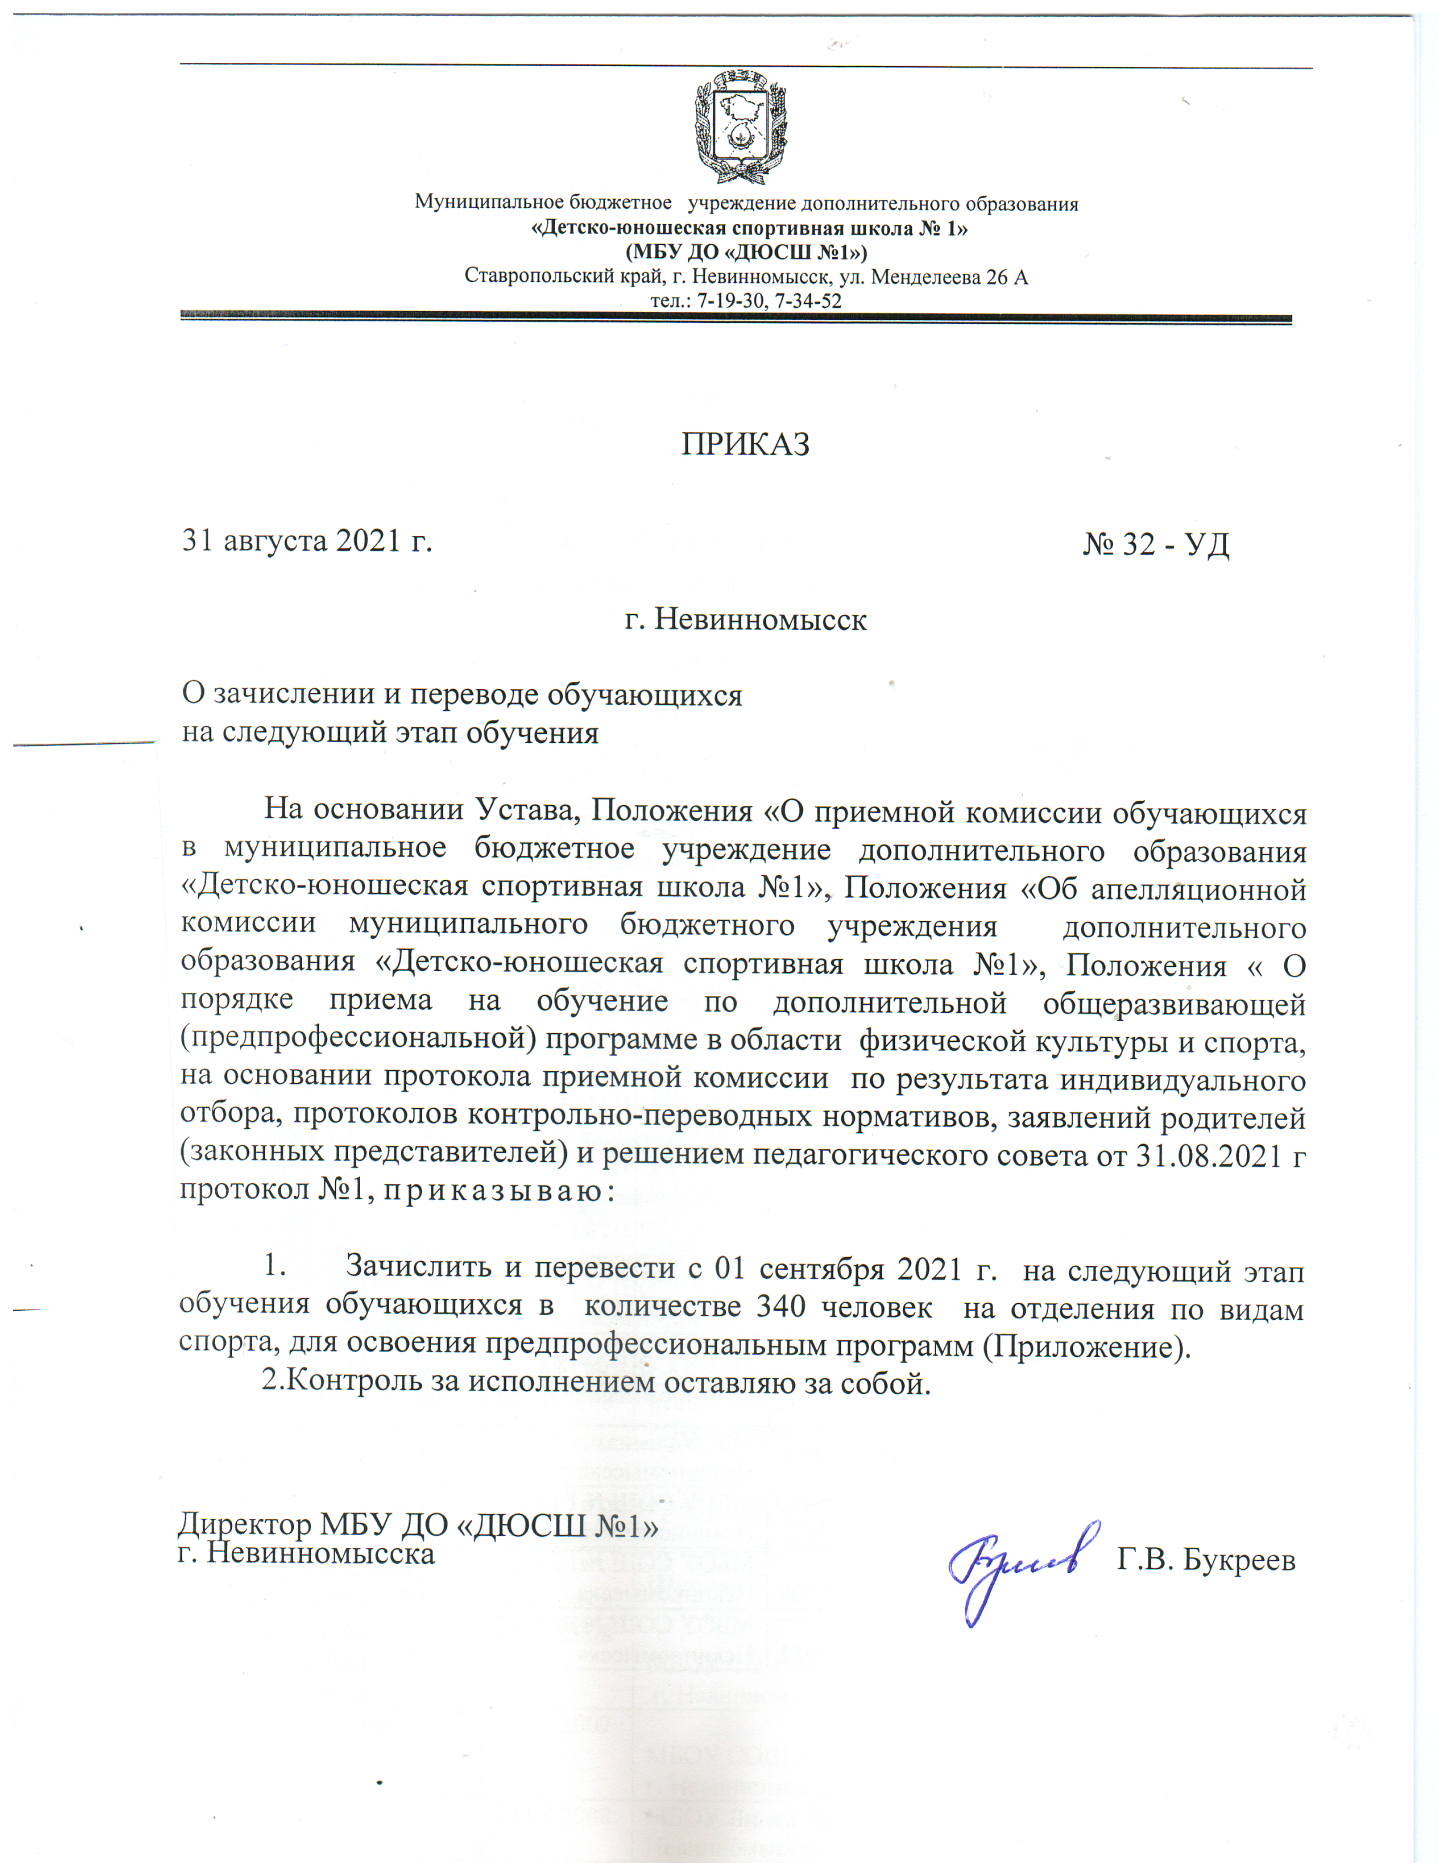 Муниципальное бюджетное учреждение дополнительного образования
«Детско-юношеская спортивная школа № 1»
(МБУ ДО «ДЮСШ №1»)
Ставропольский край, г. Невинномысск, ул. Менделеева 26 А
тел.: 7-19-30, 7-34-52
ПРИКАЗ
31 августа 2021 г. № 32 - УД
г. Невинномысск
О зачислении и переводе обучающихся
на следующий этап обучения
На основании Устава, Положения «О приемной комиссии обучающихся
в муниципальное бюджетное учреждение дополнительного образования
«Детско-юношеская спортивная школа №1», Положения «Об апелляционной
комиссии муниципального бюджетного учреждения дополнительного
образования «Детско-юношеская спортивная школа №1», Положения « О
порядке приема на обучение по дополнительной общеразвивающей
(предпрофессиональной) программе в области физической культуры и спорта,
на основании протокола приемной комиссии по результата индивидуального
отбора, протоколов контрольно-переводных нормативов, заявлений родителей
(законных представителей) и решением педагогического совета от 31.08.2021 г
протокол №1, приказываю:
1. Зачислить и перевести с 01 сентября 2021 г. на следующий этап
обучения обучающихся в количестве 340 человек на отделения по видам
спорта, для освоения предпрофессиональным программ (Приложение).
2.Контроль за исполнением оставляю за собой.
Директор МБУ ДО «ДЮСШ №1»
г. Невинномысска Г.В. Букреев